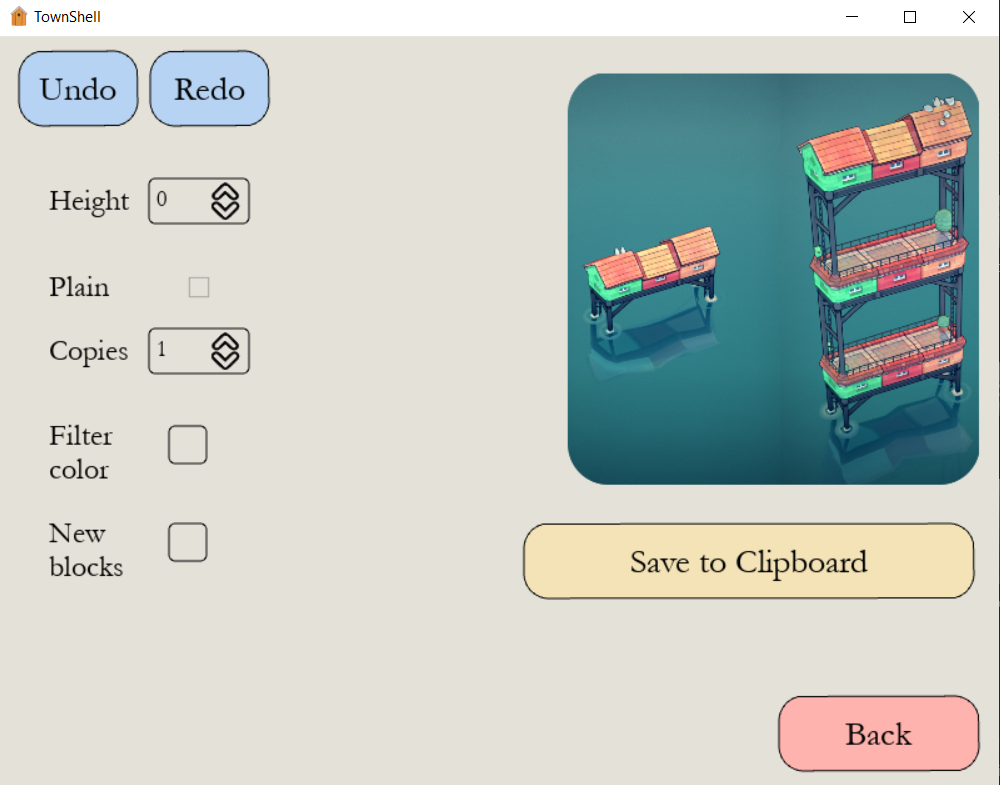 TownShell
Undo Redo
Height 0
Plain
Copies 1
Filter
color
New
blocks
Save to Clipboard
Back